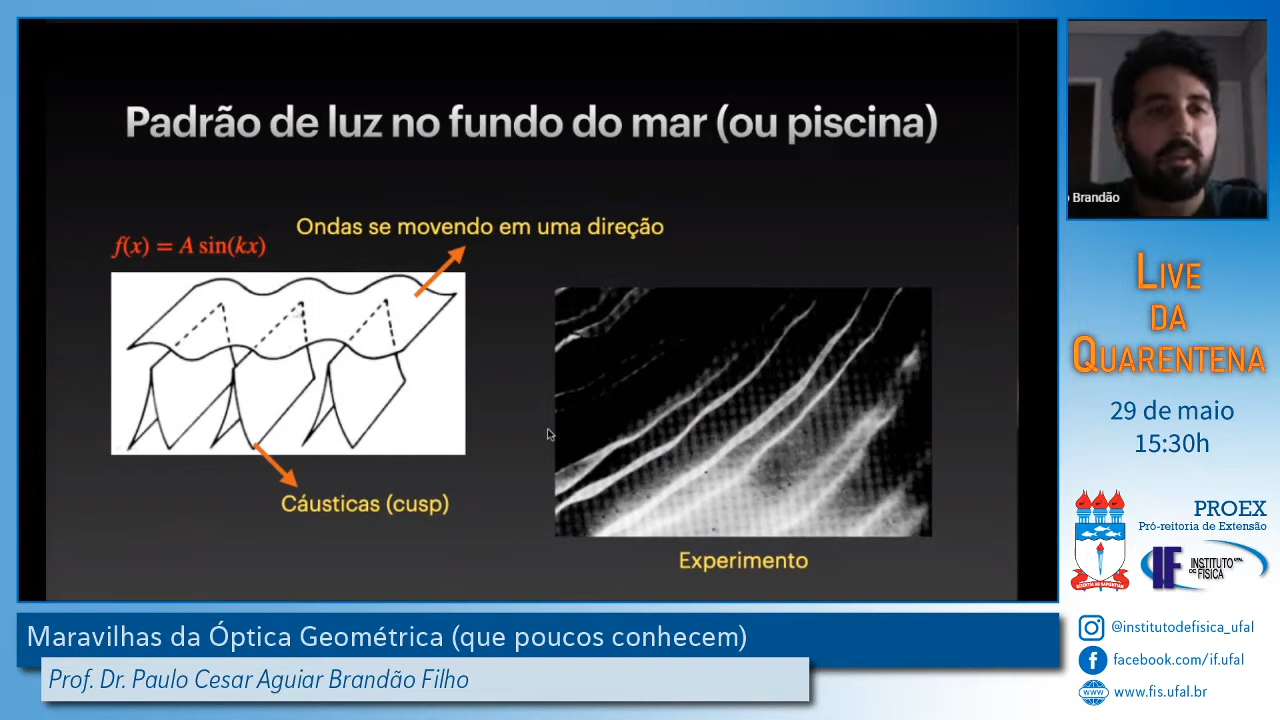 Padrão de luz no fundo do mar (ou piscina)
Ondas se movendo em uma direção
f(x) = A sin(kx)
Cáusticas (cusp)
Experimento
Brandão
LIVE
DA
QUARENTENA
29 de maio
15:30h
PROEX
Pró-reitoria de Extensão
IF INSTITUTO UFAL
DE FÍSICA
@institutodefisica_ufal
facebook.com/if.ufal
www
www.fis.ufal.br
Maravilhas da Óptica Geométrica (que poucos conhecem)
Prof. Dr. Paulo Cesar Aguiar Brandão Filho